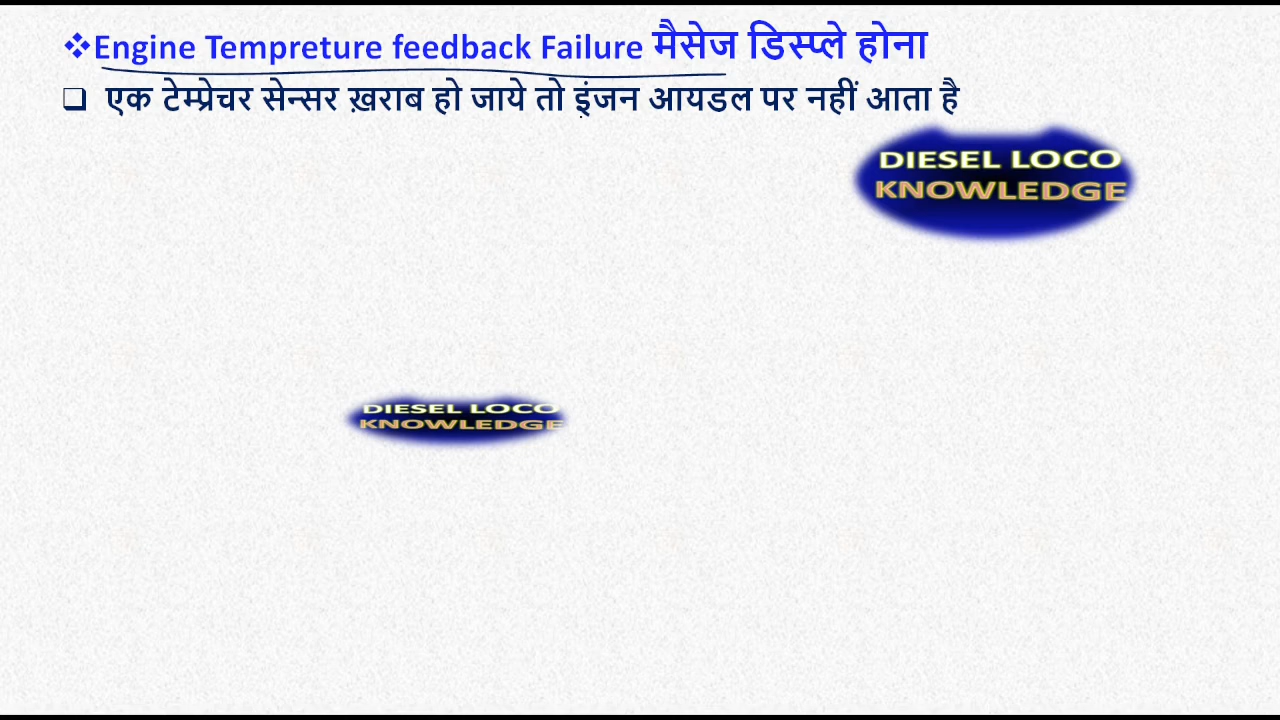 ❖Engine Tempreture feedback Failure मैसेज डिस्प्ले होना
❑ एक टेम्प्रेचर सेन्सर ख़राब हो जाये तो इंजन आयडल पर नहीं आता है
DIESEL LOCO
KNOWLEDGE
DIESEL LOCO
KNOWLEDGE